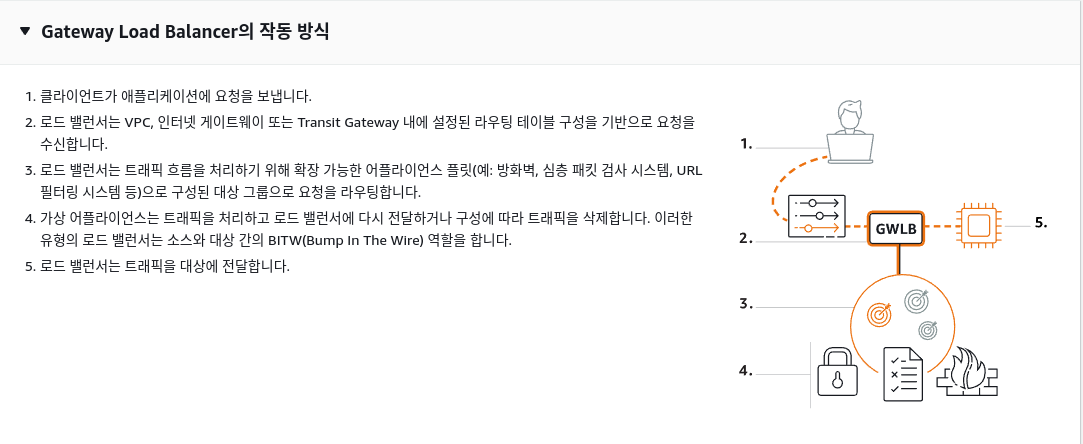 ▼ Gateway Load Balancer의 작동 방식
1. 클라이언트가 애플리케이션에 요청을 보냅니다.
2. 로드 밸런서는 VPC, 인터넷 게이트웨이 또는 Transit Gateway 내에 설정된 라우팅 테이블 구성을 기반으로 요청을
수신합니다.
3. 로드 밸런서는 트래픽 흐름을 처리하기 위해 확장 가능한 어플라이언스 플릿(예: 방화벽, 심층 패킷 검사 시스템, URL
필터링 시스템 등)으로 구성된 대상 그룹으로 요청을 라우팅합니다.
4. 가상 어플라이언스는 트래픽을 처리하고 로드 밸런서에 다시 전달하거나 구성에 따라 트래픽을 삭제합니다. 이러한
유형의 로드 밸런서는 소스와 대상 간의 BITW(Bump In The Wire) 역할을 합니다.
5. 로드 밸런서는 트래픽을 대상에 전달합니다.
1.
5.
GWLB
2.
3.
4.